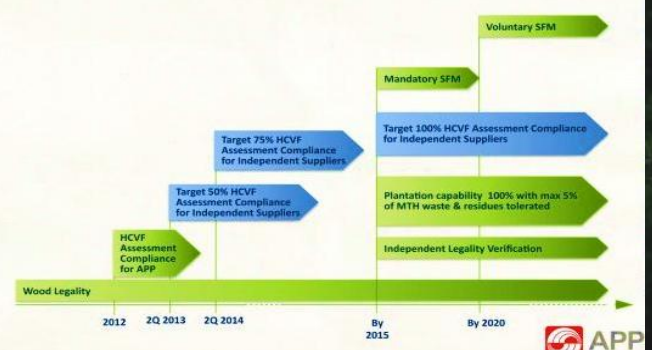 Voluntary SFM
Mandatory SFM
Target 75% HCVF
Assessment Compliance
for Independent Suppliers
Target 100% HCVF Assessment Compliance
for Independent Suppliers
Target 50% HCVF
Assessment Compliance
for Independent Suppliers
Plantation capability 100% with max 5%
of MTH waste & residues tolerated
HCVF
Assessment
Compliance
for APP
Independent Legality Verification
Wood Legality
2012
2Q 2013
2Q 2014
By
2015
By 2020
APP